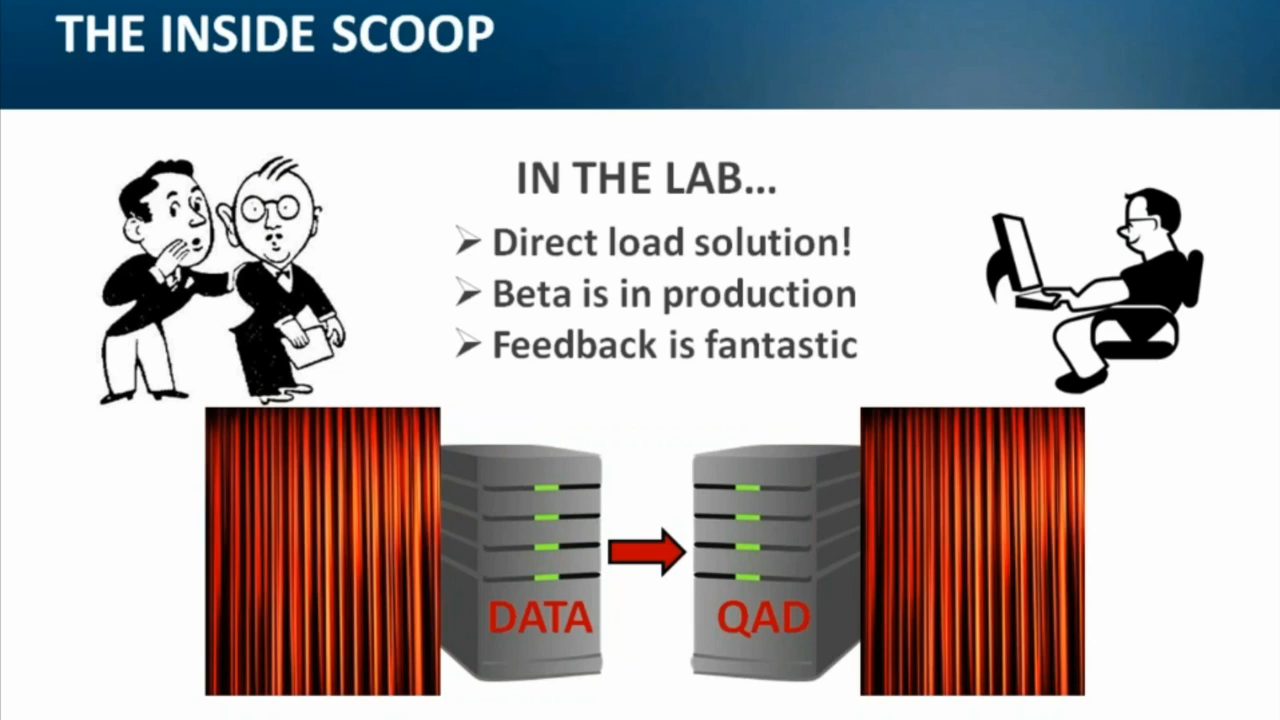 THE INSIDE SCOOP
IN THE LAB...
Direct load solution!
Beta is in production
Feedback is fantastic
DATA
QAD